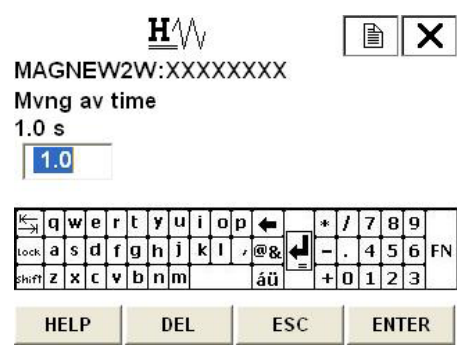 H
MAGNEW2W:XXXXXXXX
Mvng av time
1.0 s
1.0
q w e r t y u i o p * / 7 8 9
Lock a s d f g h j k l , @& - . 4 5 6 FN
Shift z x c v b n m áü = + 0 1 2 3
HELP DEL ESC ENTER